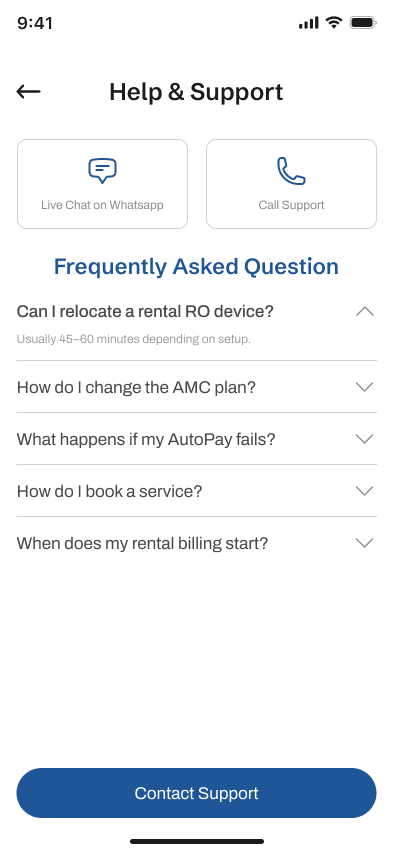 9:41
Help & Support
Live Chat on Whatsapp
Call Support
Frequently Asked Question
Can I relocate a rental RO device?
Usually 45–60 minutes depending on setup.
How do I change the AMC plan?
What happens if my AutoPay fails?
How do I book a service?
When does my rental billing start?
Contact Support